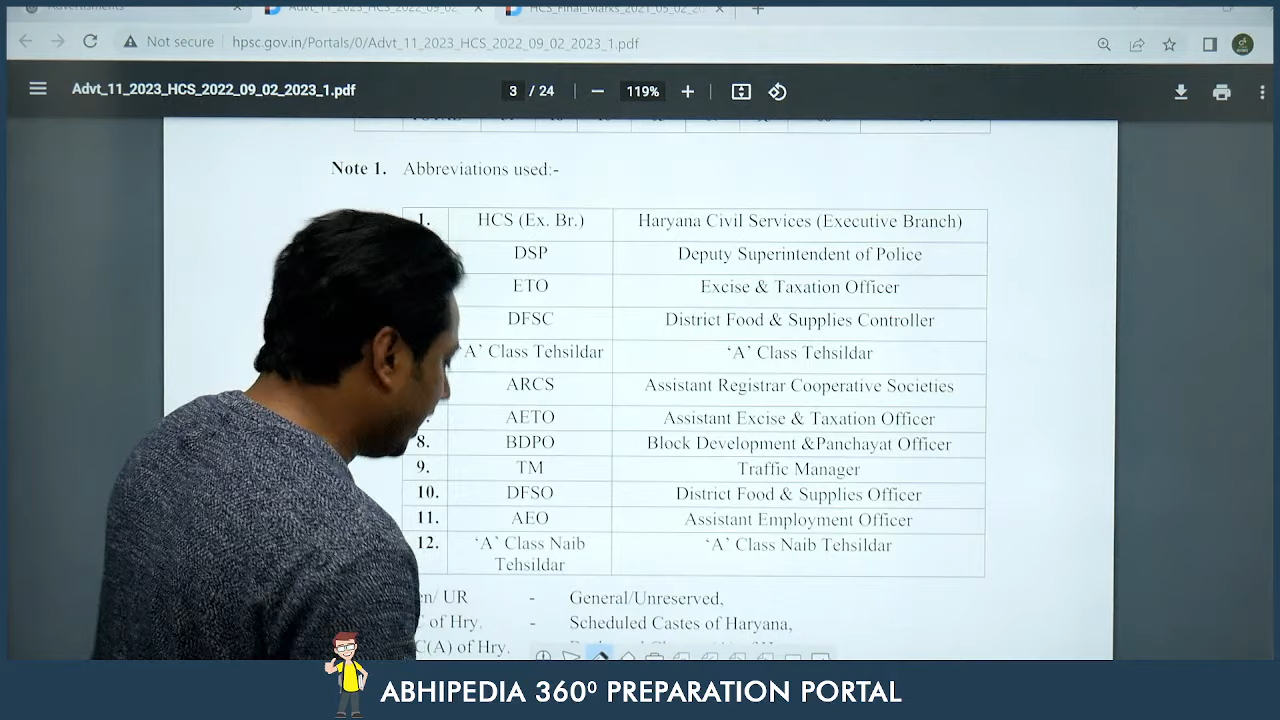 Advt_11_2023_HCS_2022_09_02
HCS_Final_Marks_2021_05_02_20
Not secure hpsc.gov.in/Portals/0/Advt_11_2023_HCS_2022_09_02_2023_1.pdf
Advt_11_2023_HCS_2022_09_02_2023_1.pdf 3 / 24 119%
Note 1. Abbreviations used:-
1. HCS (Ex. Br.) Haryana Civil Services (Executive Branch)
DSP Deputy Superintendent of Police
ETO Excise & Taxation Officer
DFSC District Food & Supplies Controller
'A' Class Tehsildar 'A' Class Tehsildar
ARCS Assistant Registrar Cooperative Societies
AETO Assistant Excise & Taxation Officer
8. BDPO Block Development &Panchayat Officer
9. TM Traffic Manager
10. DFSO District Food & Supplies Officer
11. AEO Assistant Employment Officer
12. 'A' Class Naib 'A' Class Naib Tehsildar
Tehsildar
en/ UR - General/Unreserved,
C of Hry. - Scheduled Castes of Haryana,
C(A) of Hry.
ABHIPEDIA 360⁰ PREPARATION PORTAL